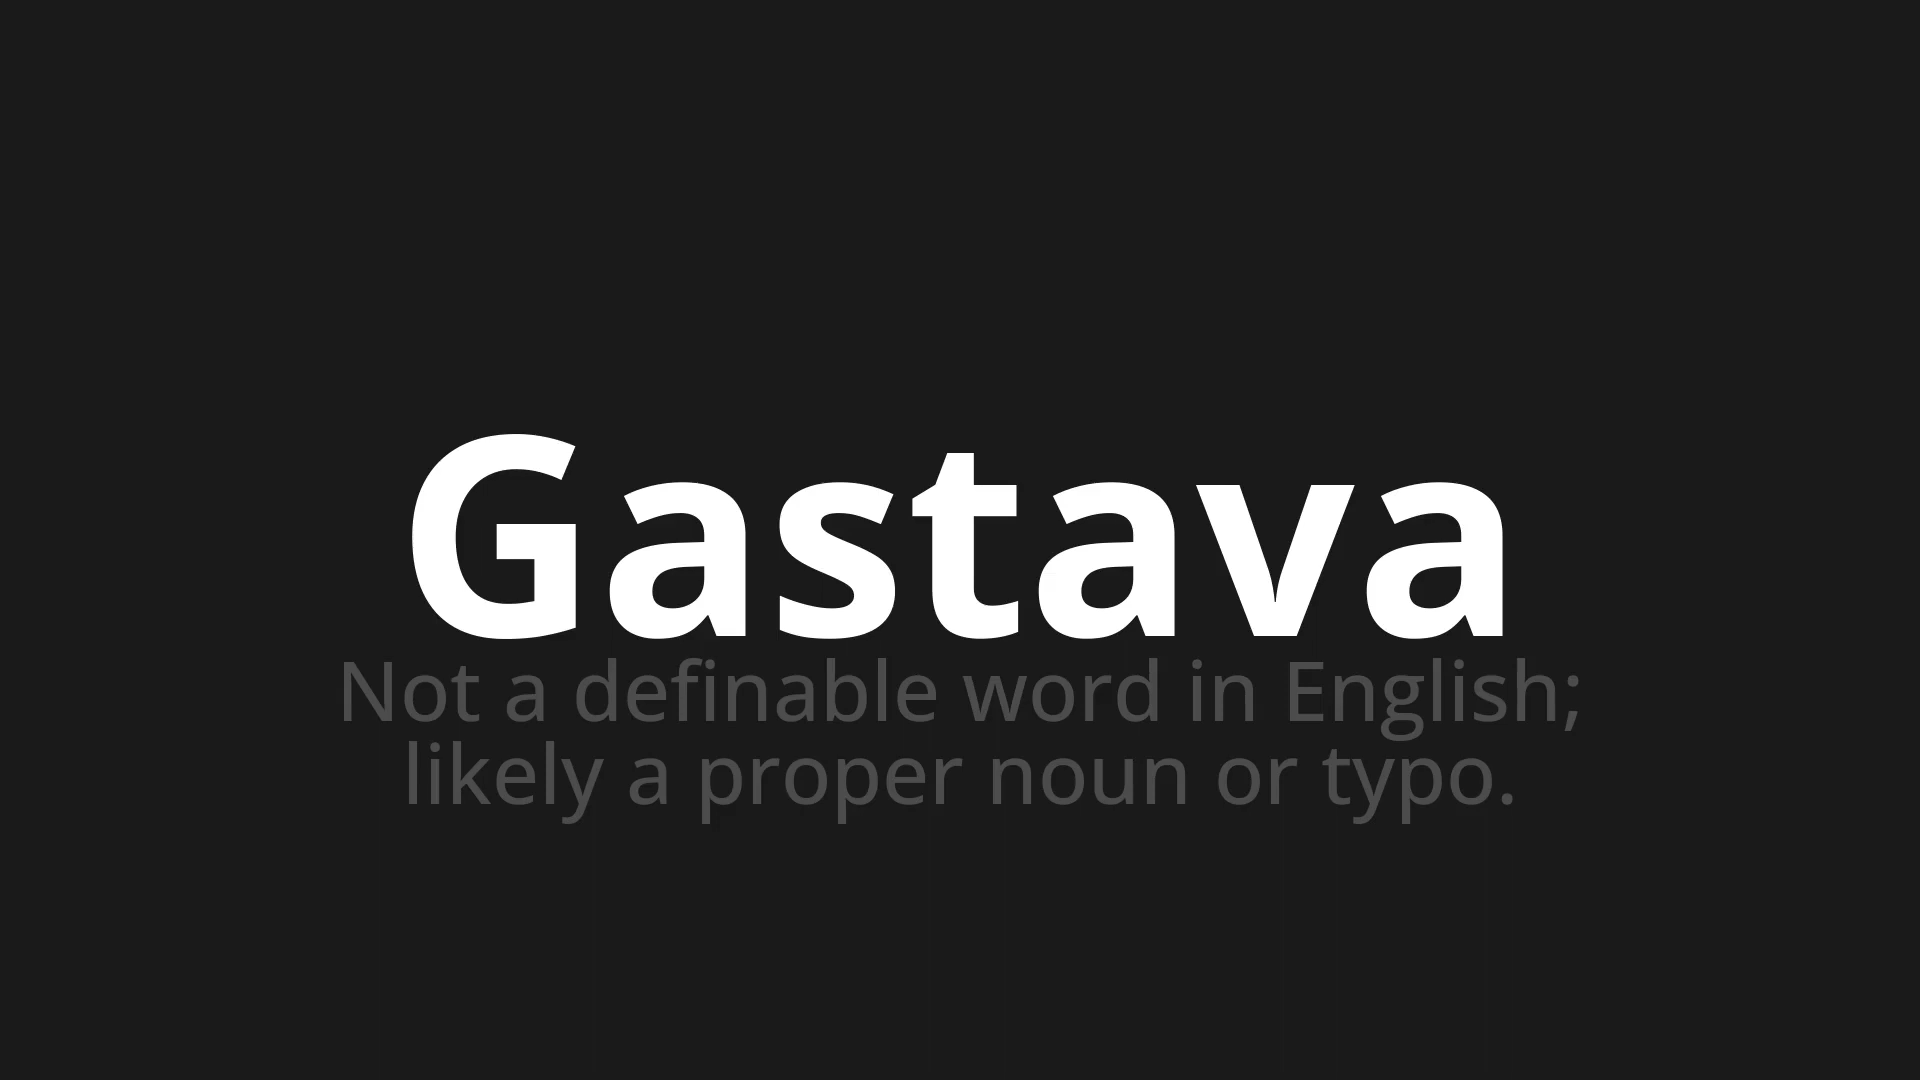 Gastava
Not a definable word in English;
likely a proper noun or typo.